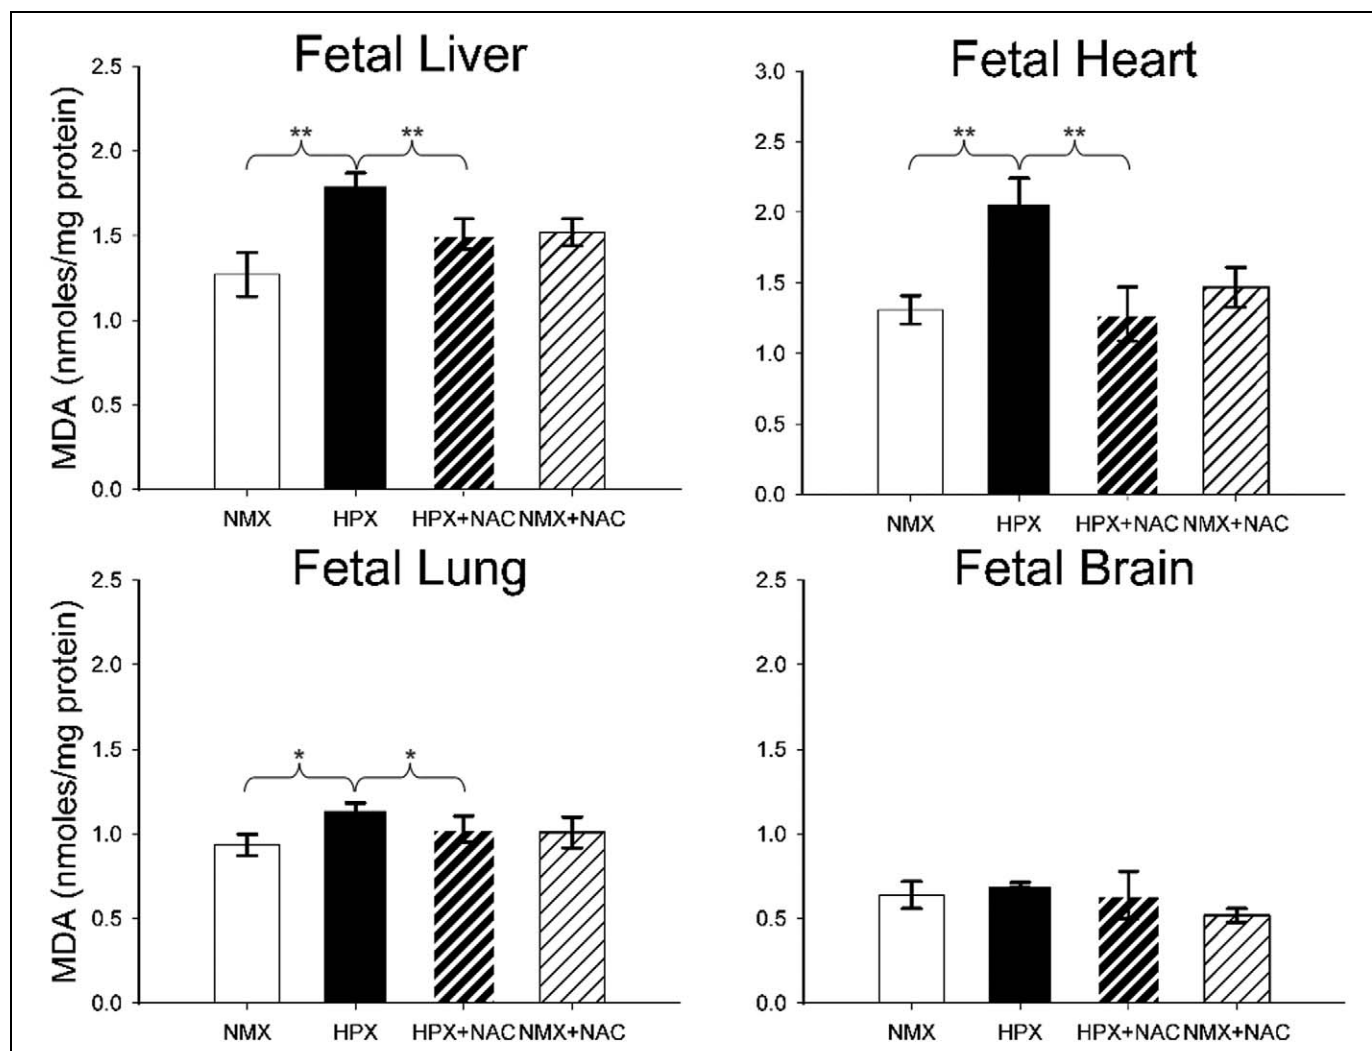 Fetal Liver
MDA (nmoles/mg protein)
2.5
2.0
1.5
1.0
0.5
0.0
** **
NMX HPX HPX+NAC NMX+NAC
Fetal Heart
3.0
2.5
2.0
1.5
1.0
0.5
0.0
** **
NMX HPX HPX+NAC NMX+NAC
Fetal Lung
MDA (nmoles/mg protein)
2.5
2.0
1.5
1.0
0.5
0.0
* *
NMX HPX HPX+NAC NMX+NAC
Fetal Brain
2.5
2.0
1.5
1.0
0.5
0.0
NMX HPX HPX+NAC NMX+NAC